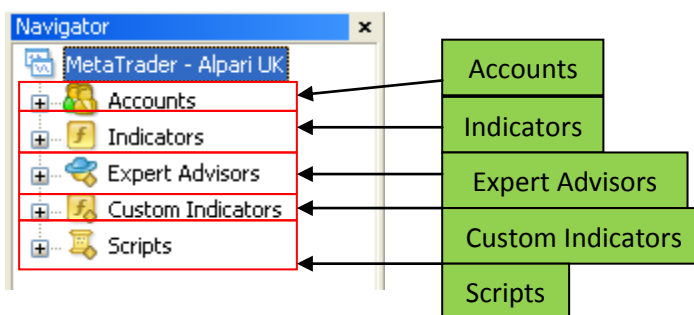 Navigator
MetaTrader - Alpari UK
Accounts
Indicators
Expert Advisors
Custom Indicators
Scripts
Accounts
Indicators
Expert Advisors
Custom Indicators
Scripts